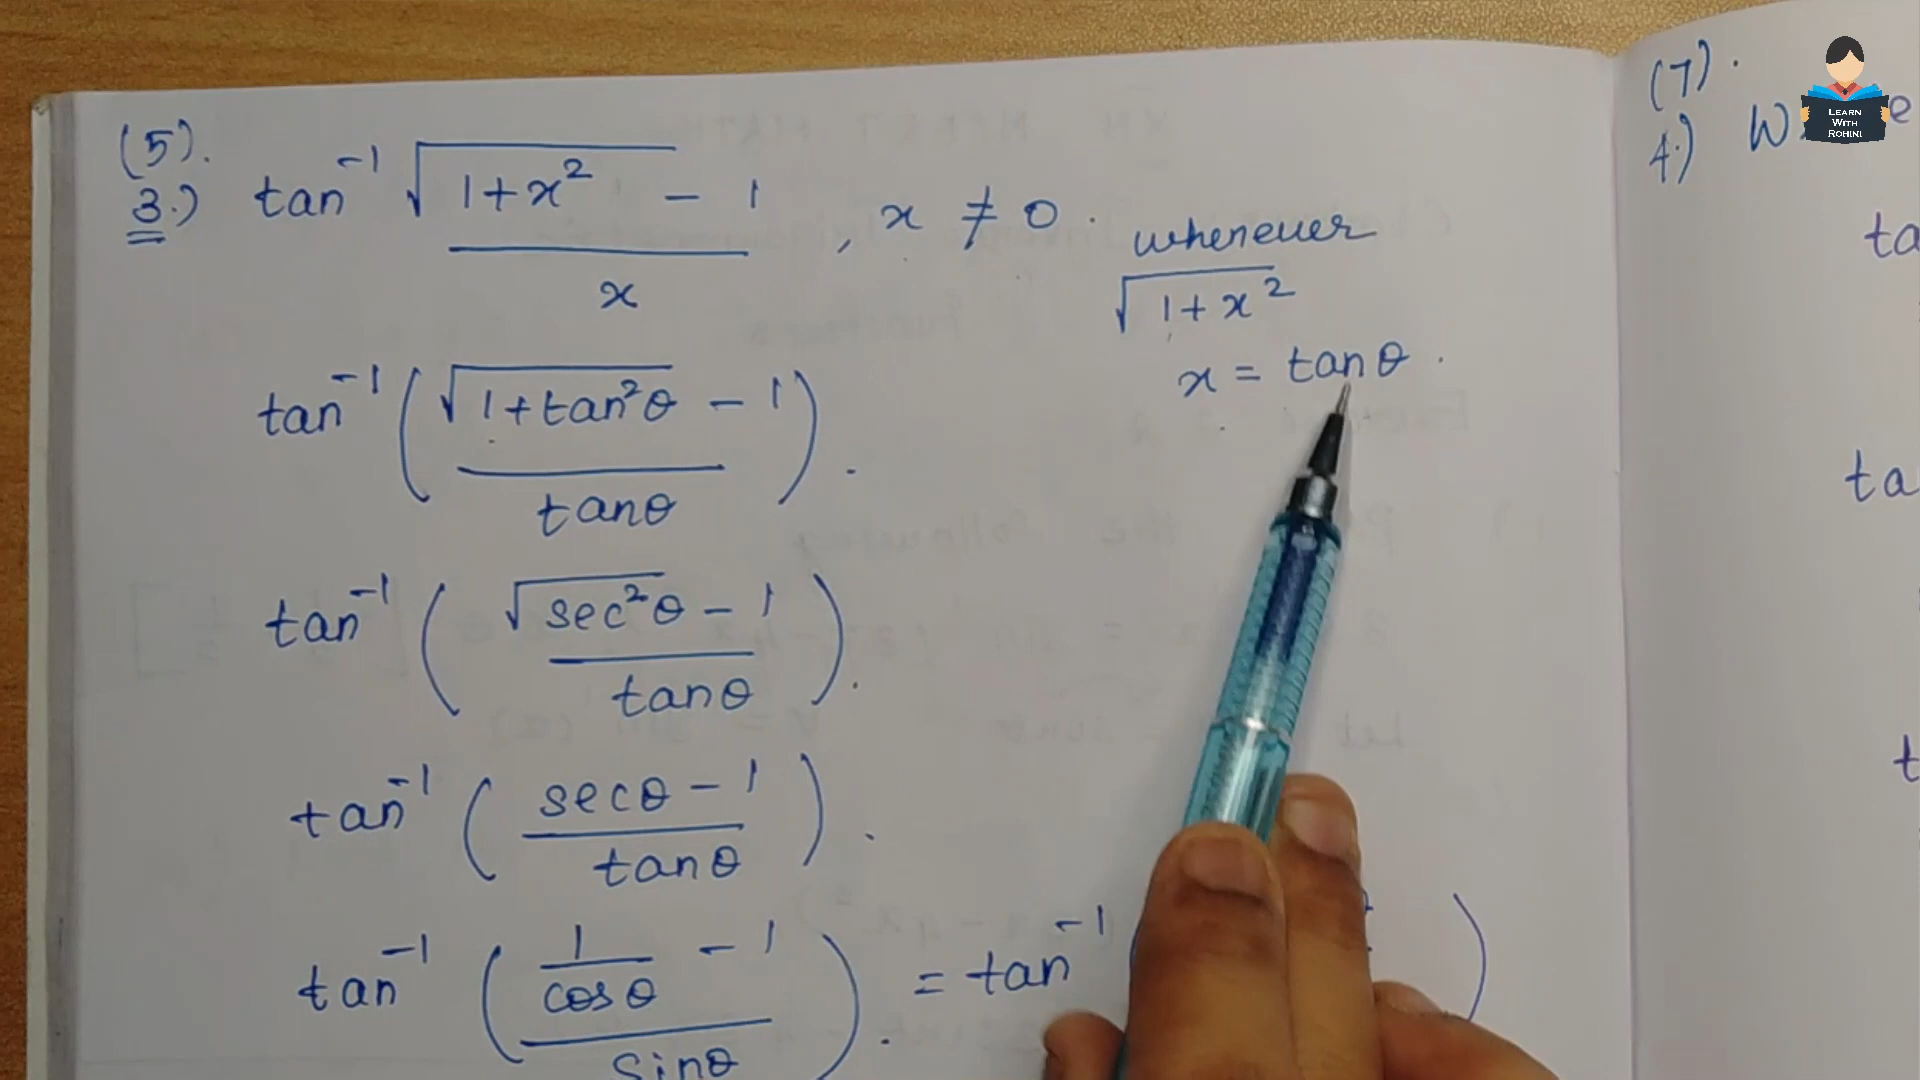 (5).
3.) tan⁻¹ √(1+x²) - 1 / x , x ≠ 0.
whenever
√(1+x²)
x = tanθ.
tan⁻¹ ( √(1+tan²θ) - 1 / tanθ ).
tan⁻¹ ( √(sec²θ) - 1 / tanθ ).
tan⁻¹ ( secθ - 1 / tanθ ).
tan⁻¹ ( 1/cosθ - 1 / sinθ ). = tan⁻¹ )
(7).
4.) W
ta
ta
t
LEARN
WITH
ROHINI